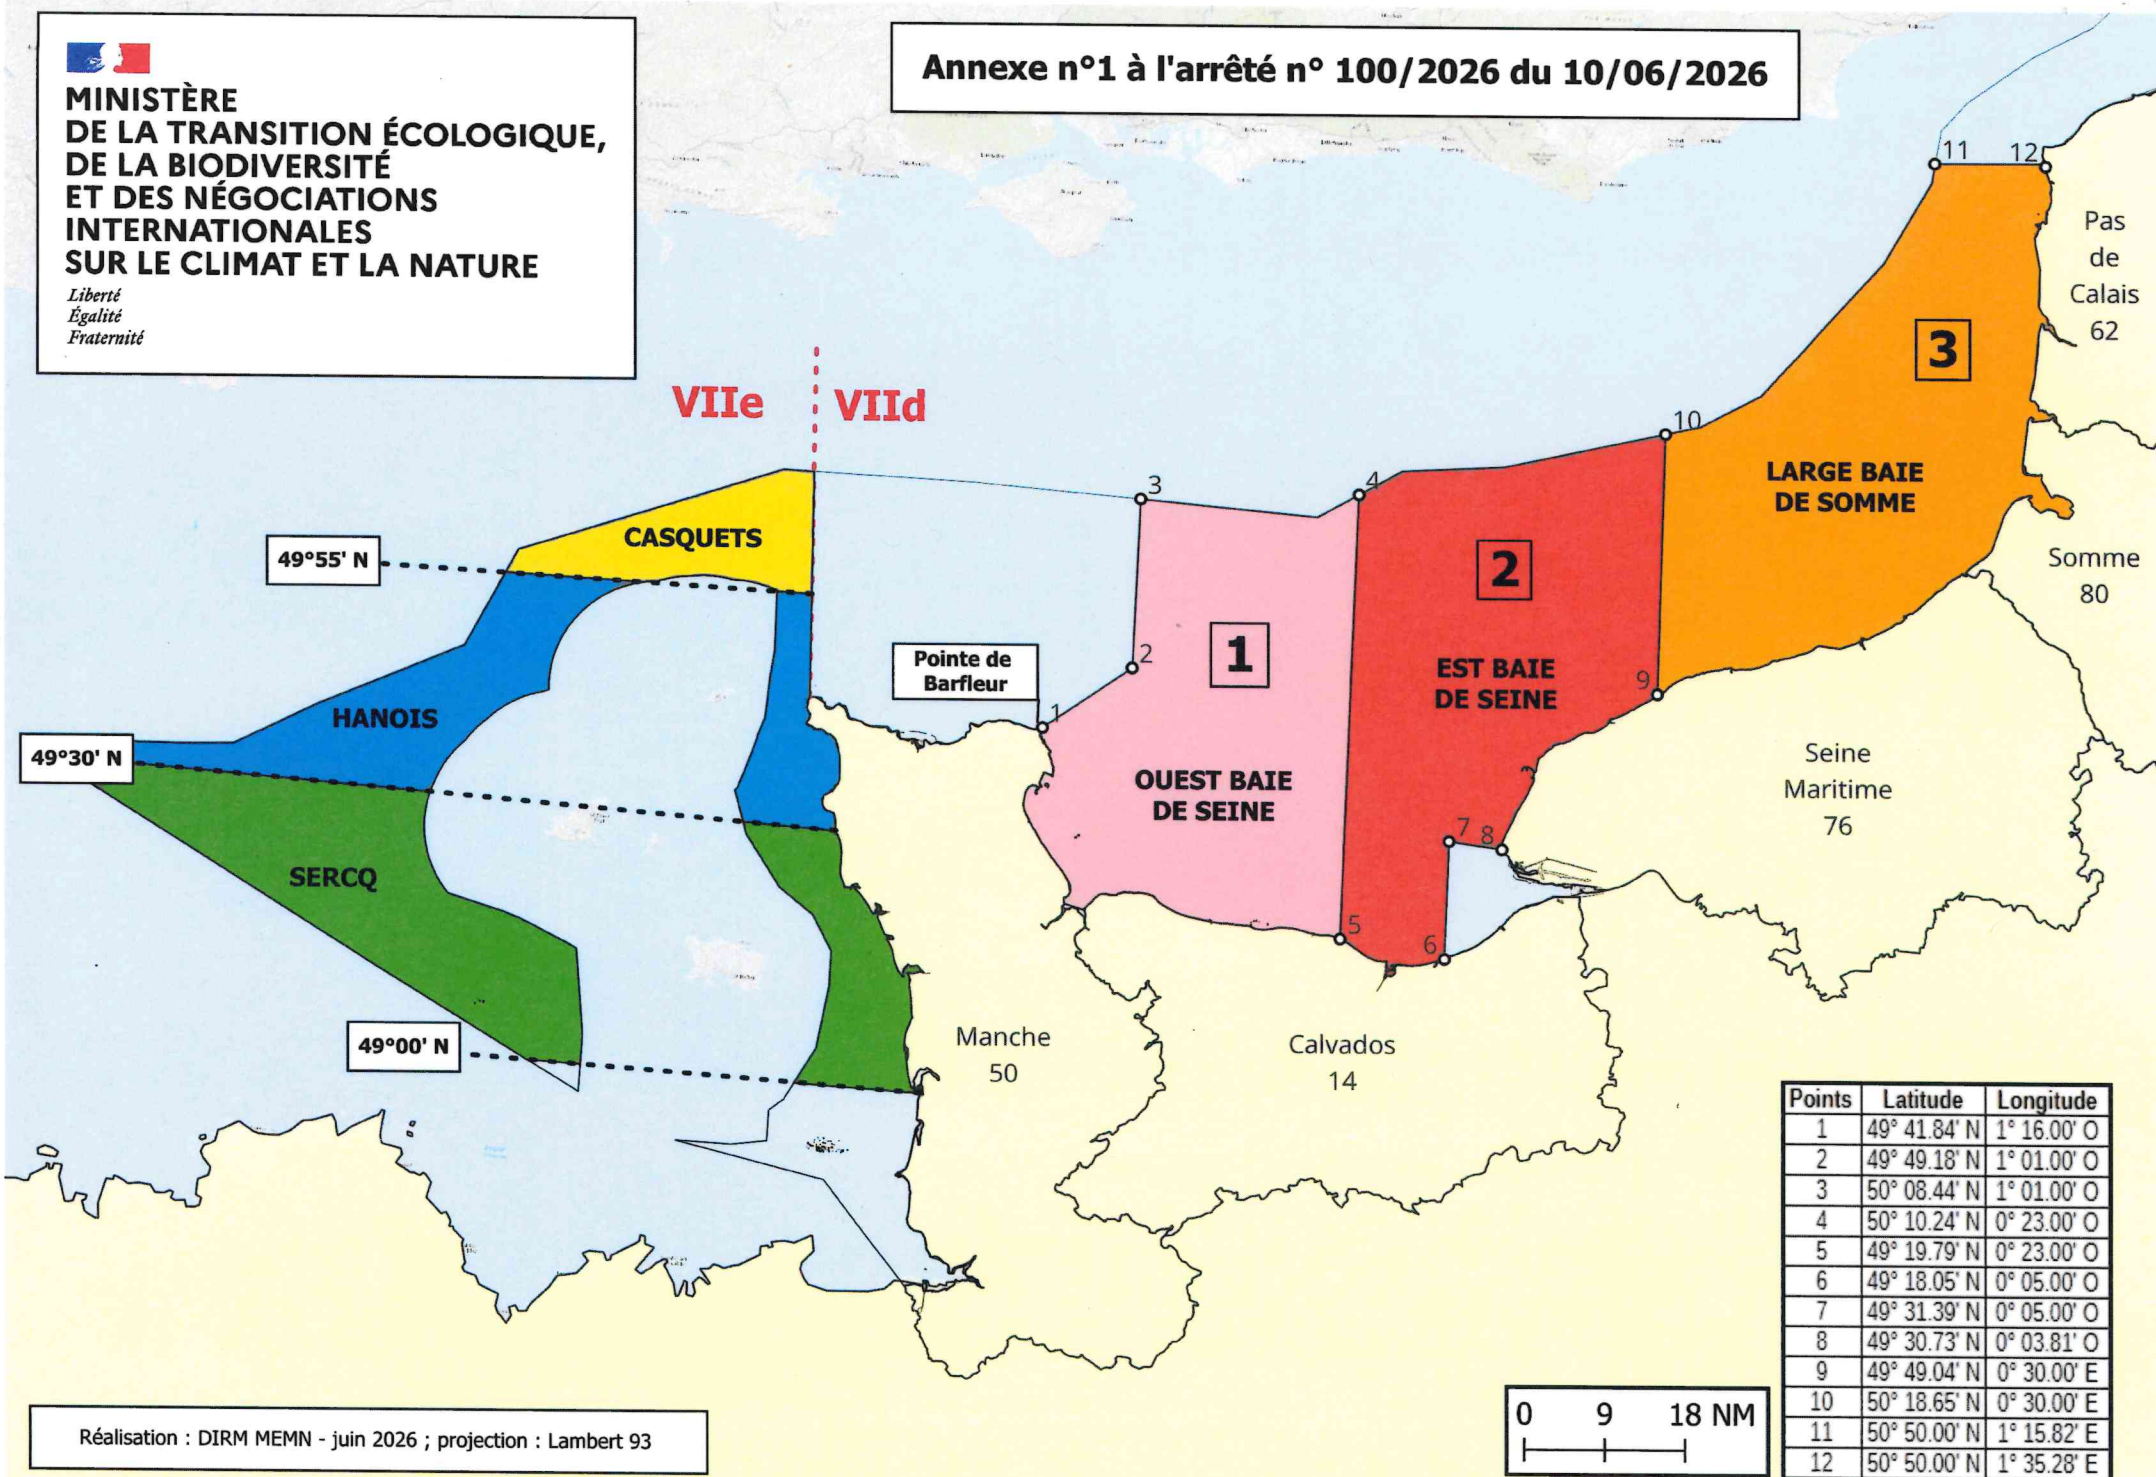 MINISTÈRE
DE LA TRANSITION ÉCOLOGIQUE,
DE LA BIODIVERSITÉ
ET DES NÉGOCIATIONS
INTERNATIONALES
SUR LE CLIMAT ET LA NATURE
Liberté
Égalité
Fraternité
Annexe n°1 à l'arrêté n° 100/2026 du 10/06/2026
11
12
Pas
de
Calais
62
3
VIIe
VIId
10
LARGE BAIE
DE SOMME
3
4
CASQUETS
49°55' N
2
Somme
80
Pointe de
Barfleur
2
1
EST BAIE
DE SEINE
9
1
HANOIS
49°30' N
OUEST BAIE
DE SEINE
Seine
Maritime
76
7
8
SERCQ
5
6
49°00' N
Manche
50
Calvados
14
Points Latitude Longitude
1 49° 41.84' N 1° 16.00' O
2 49° 49.18' N 1° 01.00' O
3 50° 08.44' N 1° 01.00' O
4 50° 10.24' N 0° 23.00' O
5 49° 19.79' N 0° 23.00' O
6 49° 18.05' N 0° 05.00' O
7 49° 31.39' N 0° 05.00' O
8 49° 30.73' N 0° 03.81' O
9 49° 49.04' N 0° 30.00' E
10 50° 18.65' N 0° 30.00' E
11 50° 50.00' N 1° 15.82' E
12 50° 50.00' N 1° 35.28' E
0 9 18 NM
Réalisation : DIRM MEMN - juin 2026 ; projection : Lambert 93